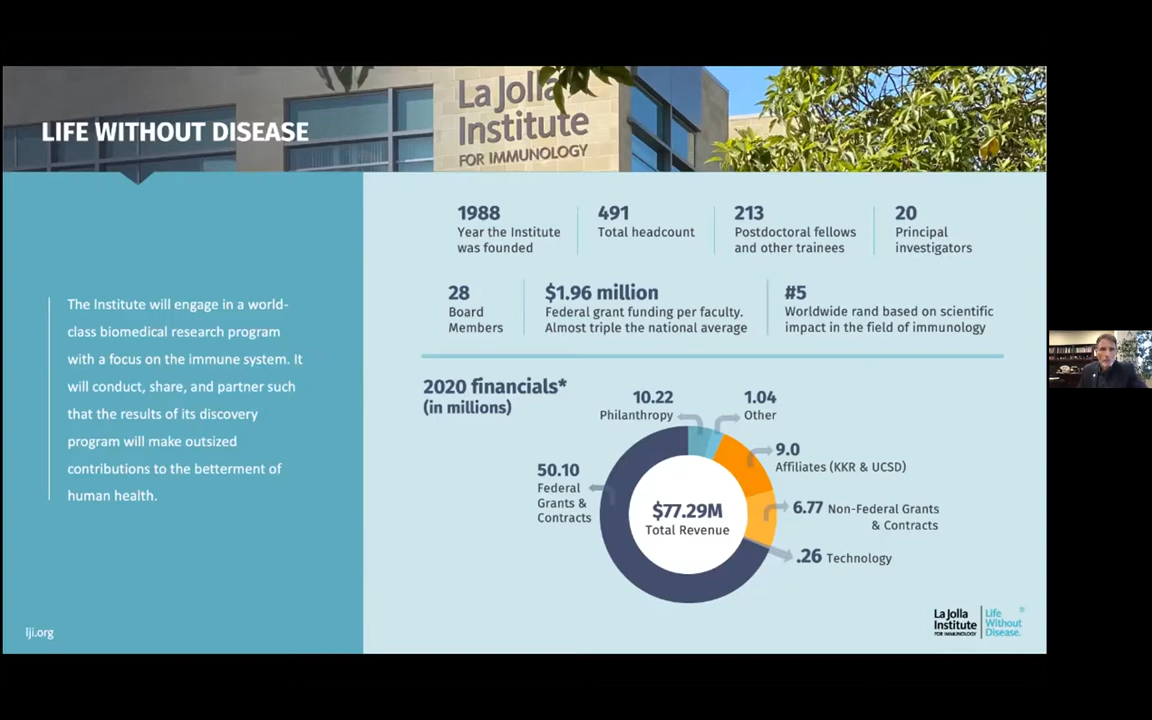 La Jolla
Institute
FOR IMMUNOLOGY
LIFE WITHOUT DISEASE
The Institute will engage in a world-
class biomedical research program
with a focus on the immune system. It
will conduct, share, and partner such
that the results of its discovery
program will make outsized
contributions to the betterment of
human health.
lji.org
1988
Year the Institute
was founded
491
Total headcount
213
Postdoctoral fellows
and other trainees
20
Principal
investigators
28
Board
Members
$1.96 million
Federal grant funding per faculty.
Almost triple the national average
#5
Worldwide rand based on scientific
impact in the field of immunology
2020 financials*
(in millions)
10.22
Philanthropy
1.04
Other
9.0
Affiliates (KKR & UCSD)
50.10
Federal
Grants &
Contracts
$77.29M
Total Revenue
6.77 Non-Federal Grants
& Contracts
.26 Technology
La Jolla
Institute
FOR IMMUNOLOGY
Life
Without
Disease.
®